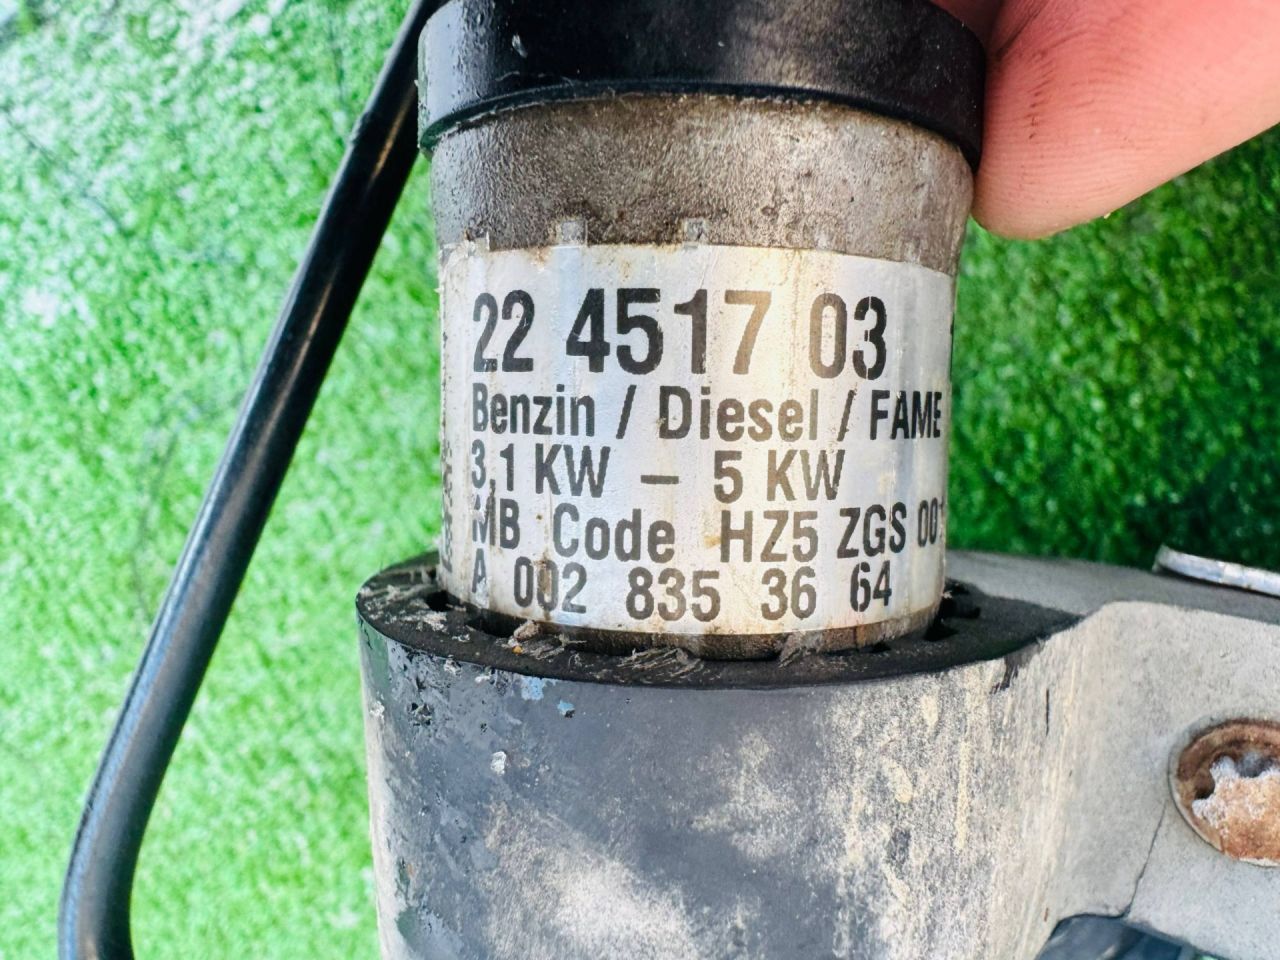 22 4517 03
Benzin / Diesel / FAME
3,1 KW – 5 KW
MB Code HZ5 ZGS 001
A 002 835 36 64